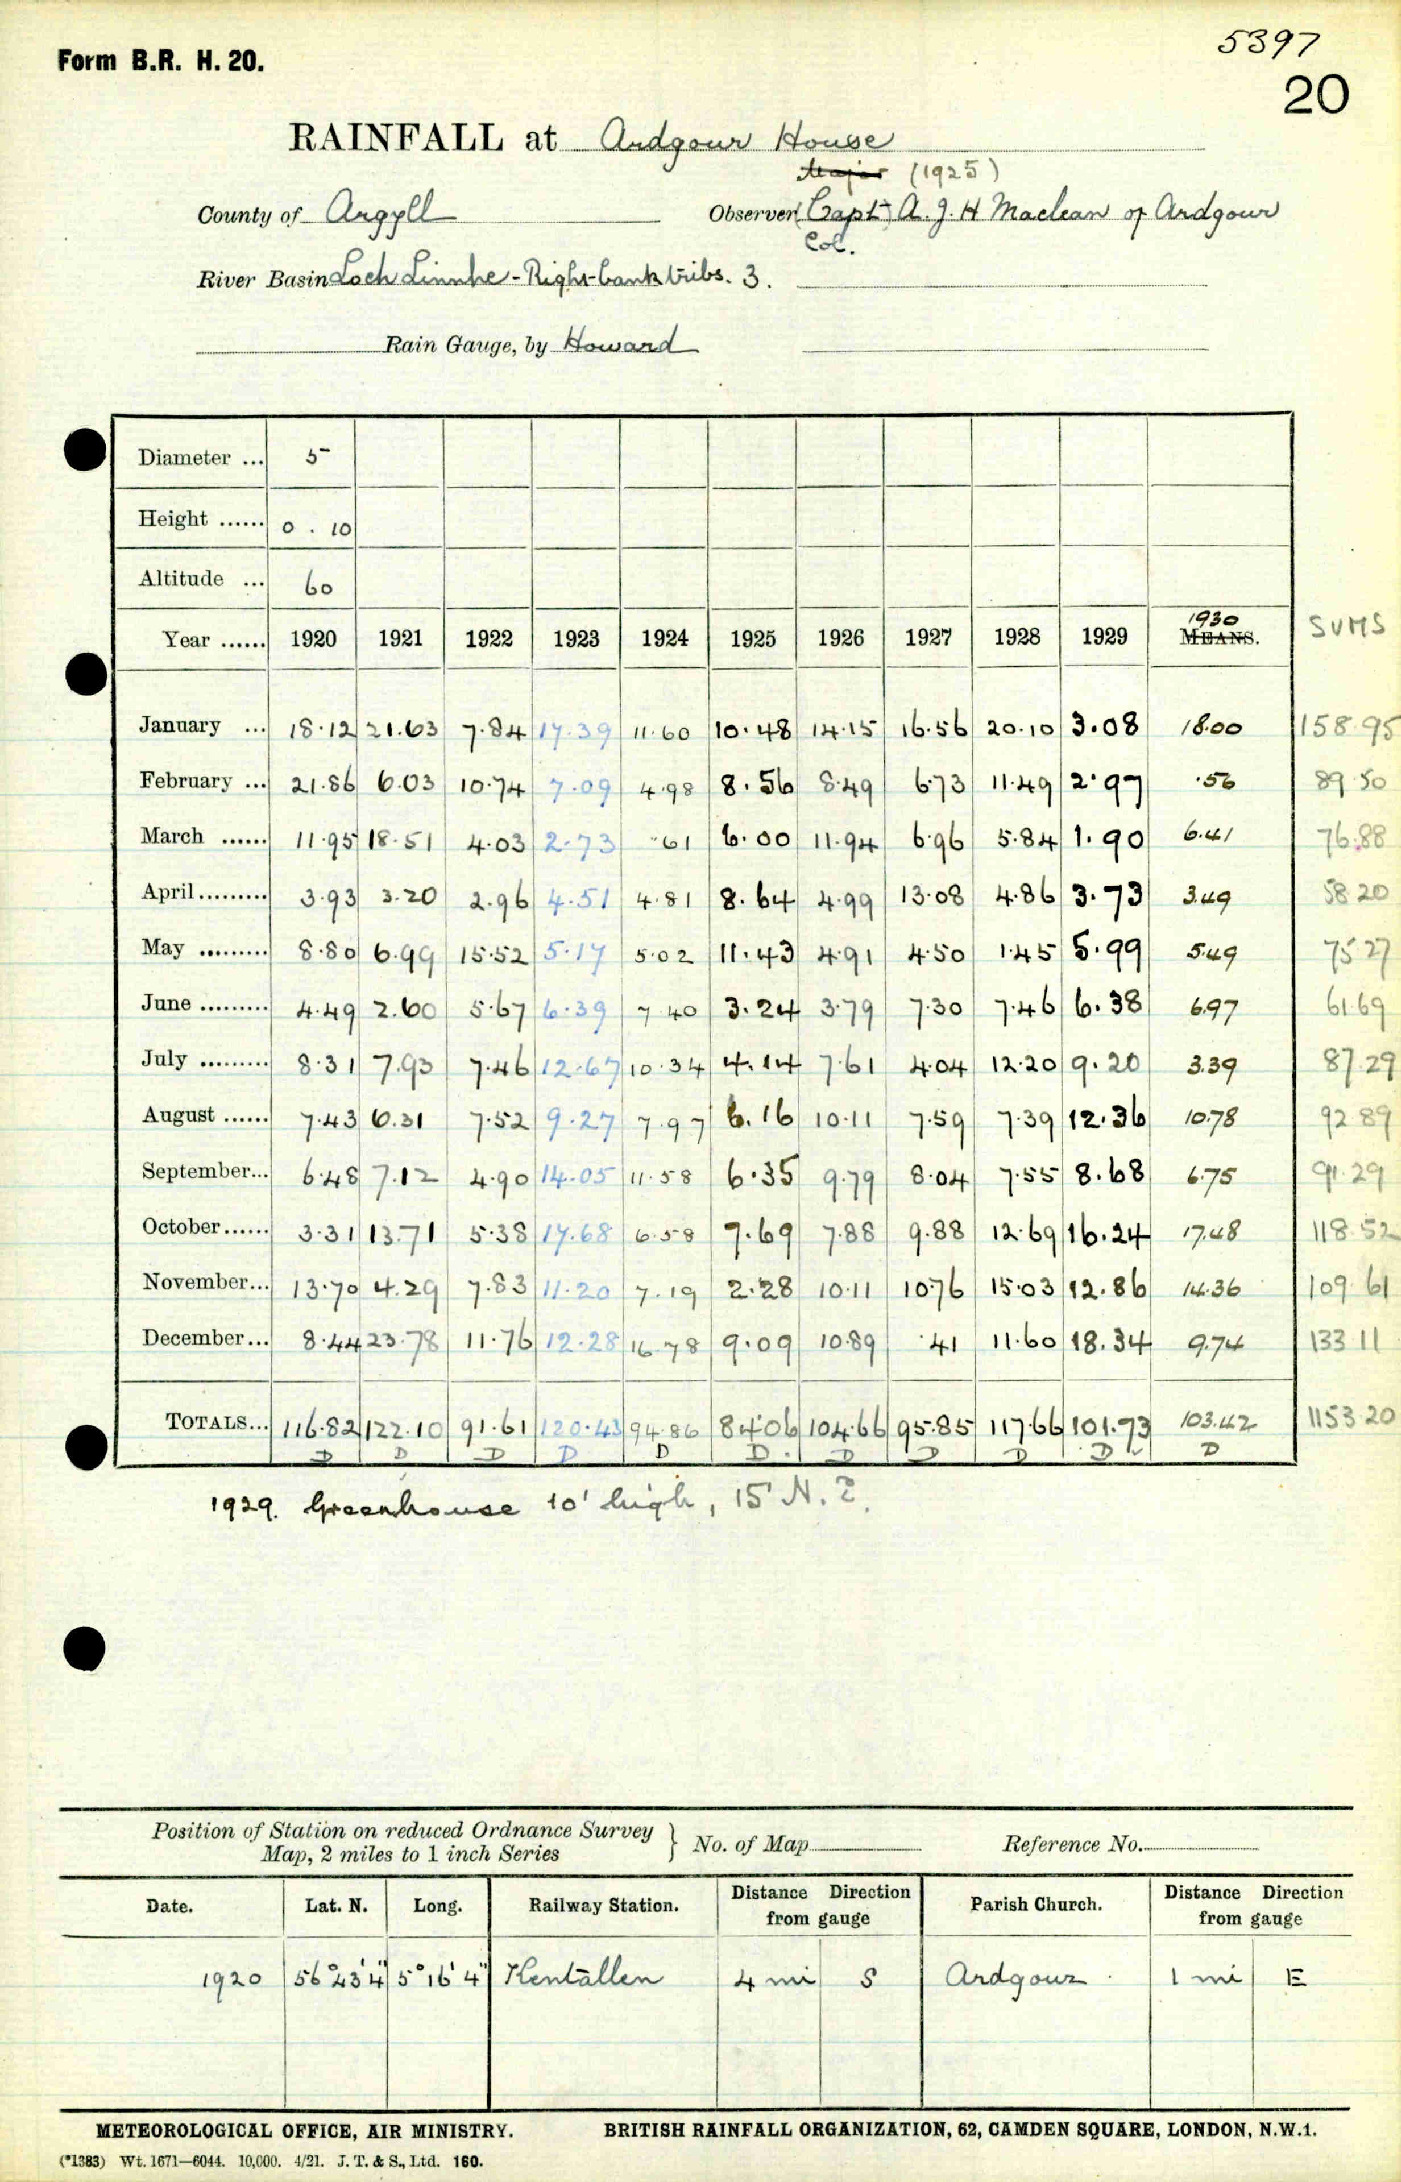 Form B.R. H. 20.
5397
20
RAINFALL at Ardgour House
Major (1925)
County of Argyll Observer (Capt) A. J. H Maclean of Ardgour
Col.
River Basin Loch Linnhe - Right-bank tribs. 3.
Rain Gauge, by Howard
Diameter ... 5
Height ...... 0 . 10
Altitude ... 60
1930
Year ...... 1920 1921 1922 1923 1924 1925 1926 1927 1928 1929 MEANS. SUMS
January ... 18.12 21.63 7.84 17.39 11.60 10.48 14.15 16.56 20.10 3.08 18.00 158.95
February ... 21.86 6.03 10.74 7.09 4.98 8.56 8.49 6.73 11.49 2.97 .56 89.50
March ...... 11.95 18.51 4.03 2.73 .61 6.00 11.94 6.96 5.84 1.90 6.41 76.88
April ......... 3.93 3.20 2.96 4.51 4.81 8.64 4.99 13.08 4.86 3.73 3.49 58.20
May ......... 8.80 6.99 15.52 5.17 5.02 11.43 4.91 4.50 1.45 5.99 5.49 75.27
June ......... 4.49 2.60 5.67 6.39 7.40 3.24 3.79 7.30 7.46 6.38 6.97 61.69
July ......... 8.31 7.93 7.46 12.67 10.34 4.14 7.61 4.04 12.20 9.20 3.39 87.29
August ...... 7.43 6.31 7.52 9.27 7.97 6.16 10.11 7.59 7.39 12.36 10.78 92.89
September... 6.48 7.12 4.90 14.05 11.58 6.35 9.79 8.04 7.55 8.68 6.75 91.29
October ...... 3.31 13.71 5.38 17.68 6.58 7.69 7.88 9.88 12.69 16.24 17.48 118.52
November... 13.70 4.29 7.83 11.20 7.19 2.28 10.11 10.76 15.03 12.86 14.36 109.61
December... 8.44 23.78 11.76 12.28 16.78 9.09 10.89 .41 11.60 18.34 9.74 133.11
TOTALS... 116.82 122.10 91.61 120.43 94.86 84.06 104.66 95.85 117.66 101.73 103.42 1153.20
D D D D D D D D D D D
1929. Greenhouse 10' high, 15' N. E.
Position of Station on reduced Ordnance Survey
Map, 2 miles to 1 inch Series } No. of Map Reference No.
Date. Lat. N. Long. Railway Station. Distance Direction from gauge Parish Church. Distance Direction from gauge
1920 56° 43' 4" 5° 16' 4" Kentallen 4 mi S Ardgour 1 mi E
METEOROLOGICAL OFFICE, AIR MINISTRY. BRITISH RAINFALL ORGANIZATION, 62, CAMDEN SQUARE, LONDON, N.W.1.
(*1383) Wt. 1671—6044. 10,000. 4/21. J. T. & S., Ltd. 160.